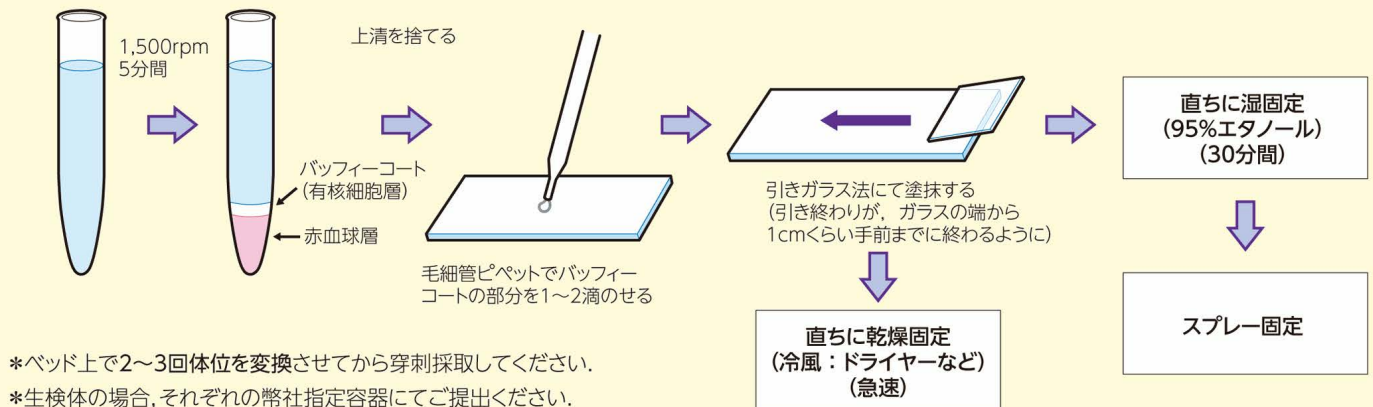 1,500rpm
5分間
上清を捨てる
バッフィーコート
(有核細胞層)
赤血球層
毛細管ピペットでバッフィー
コートの部分を1～2滴のせる
引きガラス法にて塗抹する
(引き終わりが，ガラスの端から
1cmくらい手前までに終わるように)
直ちに湿固定
(95%エタノール)
(30分間)
スプレー固定
直ちに乾燥固定
(冷風：ドライヤーなど)
(急速)
*ベッド上で2～3回体位を変換させてから穿刺採取してください．
*生検体の場合，それぞれの幣社指定容器にてご提出ください．